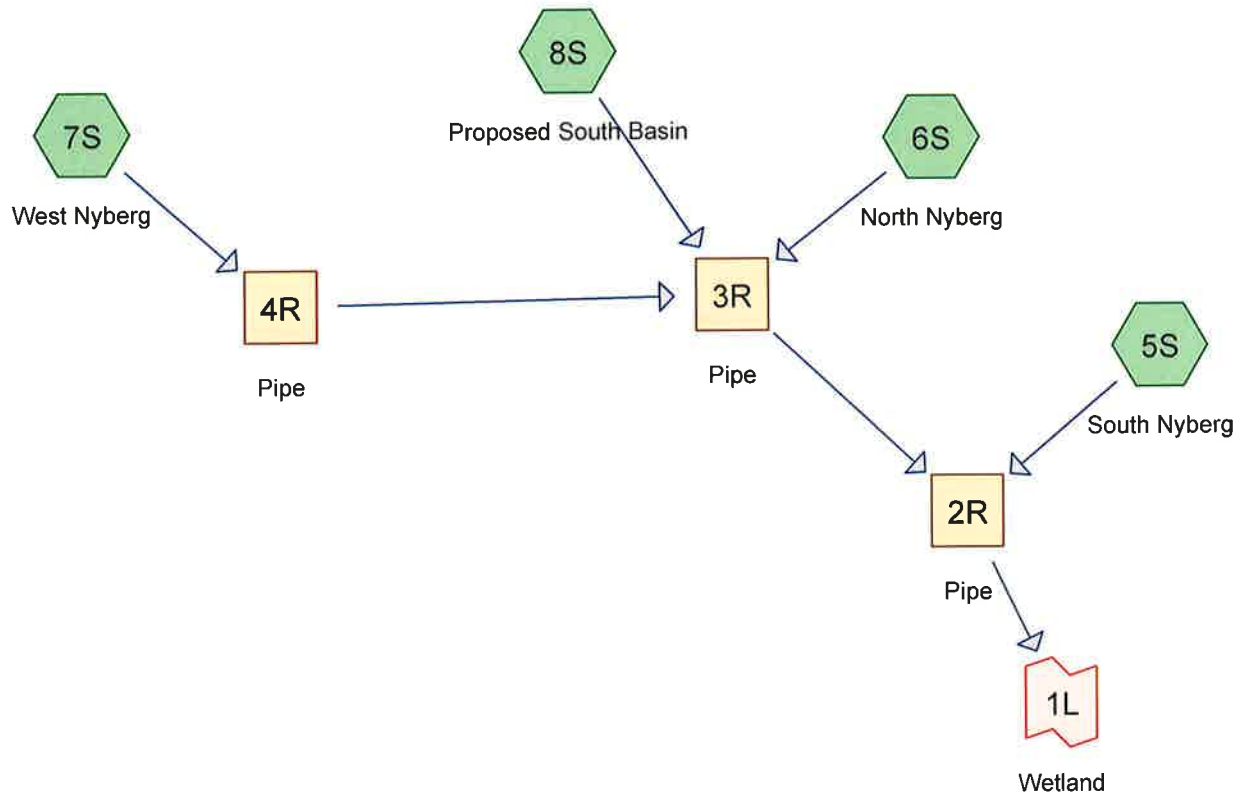 8S
Proposed South Basin
7S
West Nyberg
6S
North Nyberg
4R
Pipe
3R
Pipe
5S
South Nyberg
2R
Pipe
1L
Wetland